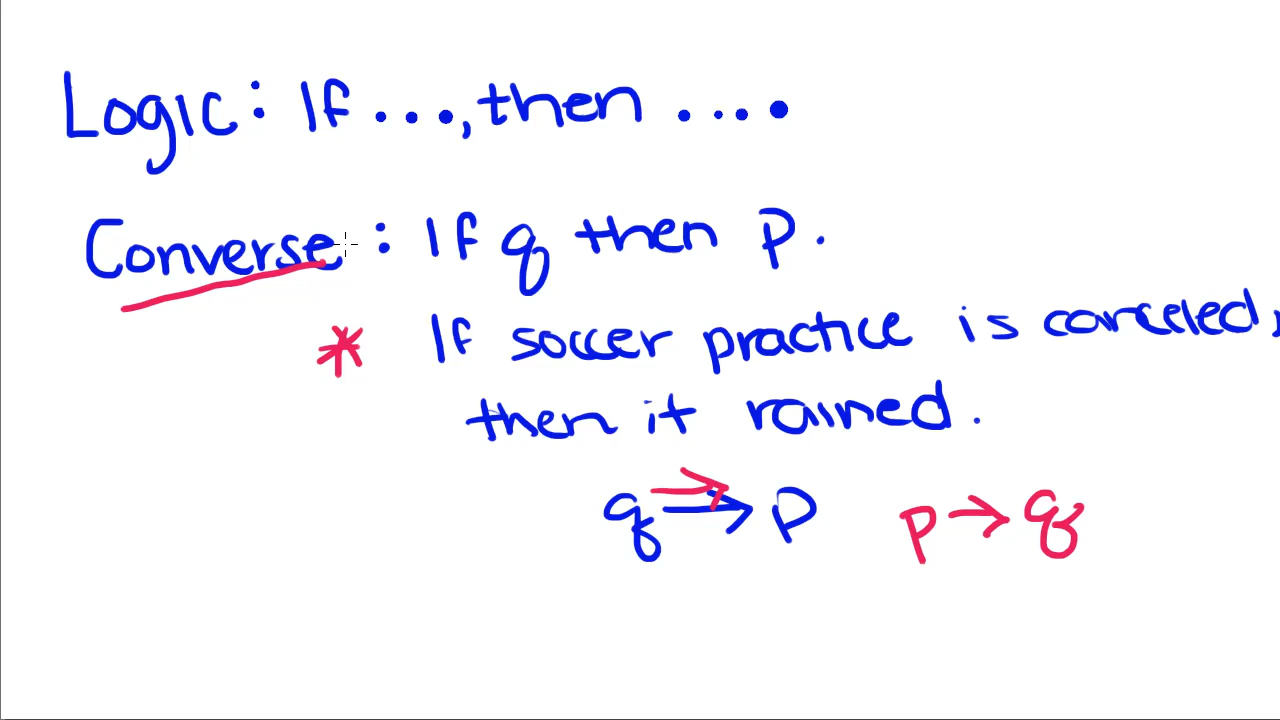 Logic: If ..., then ....
Converse: If q then p.
* If soccer practice is canceled,
then it rained.
q → p p → q